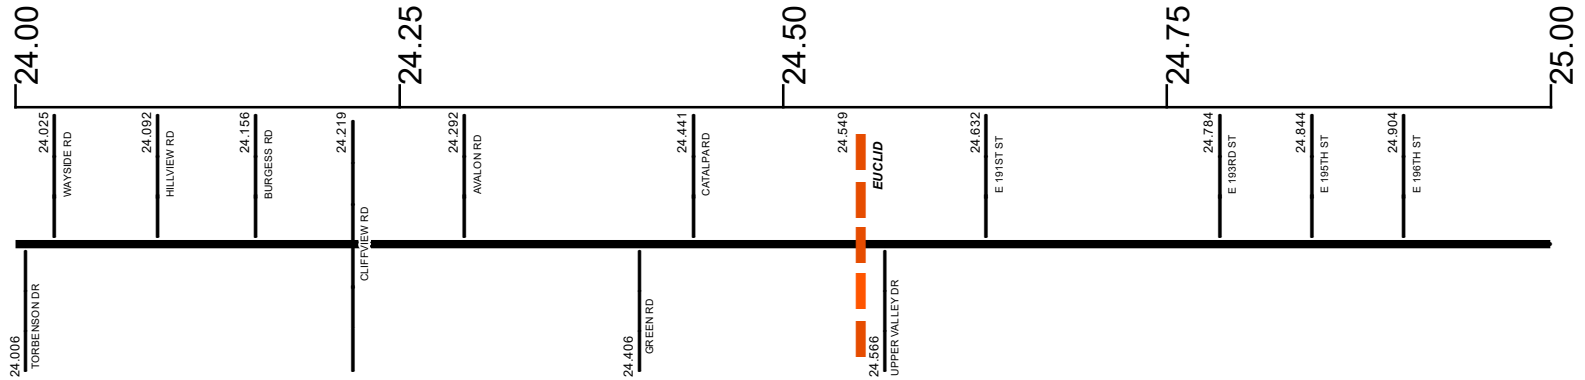 24.00
24.25
24.50
24.75
25.00
24.025
WAYSIDE RD
24.092
HILLVIEW RD
24.156
BURGESS RD
24.219
CLIFFVIEW RD
24.292
AVALON RD
24.441
CATALPA RD
24.549
EUCLID
24.632
E 191ST ST
24.784
E 193RD ST
24.844
E 195TH ST
24.904
E 196TH ST
24.006
TORBENSON DR
24.406
GREEN RD
24.566
UPPER VALLEY DR